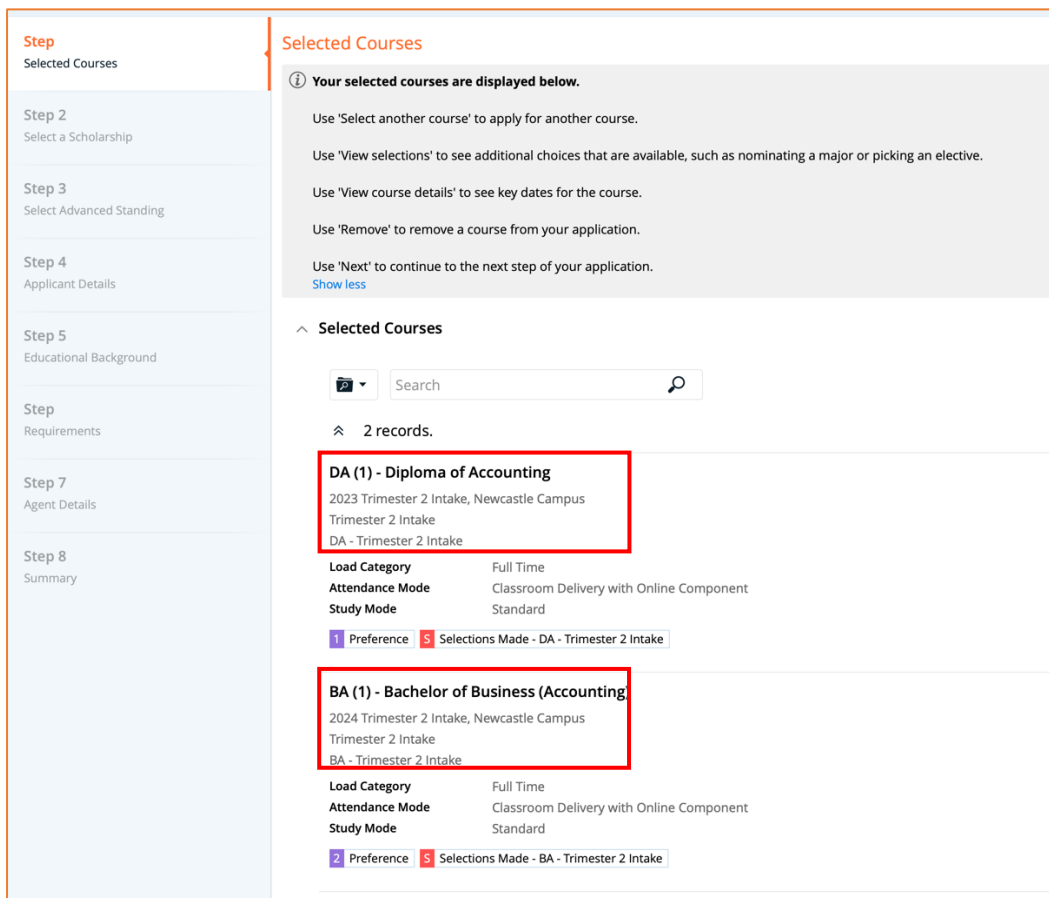 Step
Selected Courses
Step 2
Select a Scholarship
Step 3
Select Advanced Standing
Step 4
Applicant Details
Step 5
Educational Background
Step
Requirements
Step 7
Agent Details
Step 8
Summary
Selected Courses
Your selected courses are displayed below.
Use 'Select another course' to apply for another course.
Use 'View selections' to see additional choices that are available, such as nominating a major or picking an elective.
Use 'View course details' to see key dates for the course.
Use 'Remove' to remove a course from your application.
Use 'Next' to continue to the next step of your application.
Show less
Selected Courses
Search
2 records.
DA (1) - Diploma of Accounting
2023 Trimester 2 Intake, Newcastle Campus
Trimester 2 Intake
DA - Trimester 2 Intake
Load Category Full Time
Attendance Mode Classroom Delivery with Online Component
Study Mode Standard
1 Preference S Selections Made - DA - Trimester 2 Intake
BA (1) - Bachelor of Business (Accounting)
2024 Trimester 2 Intake, Newcastle Campus
Trimester 2 Intake
BA - Trimester 2 Intake
Load Category Full Time
Attendance Mode Classroom Delivery with Online Component
Study Mode Standard
2 Preference S Selections Made - BA - Trimester 2 Intake